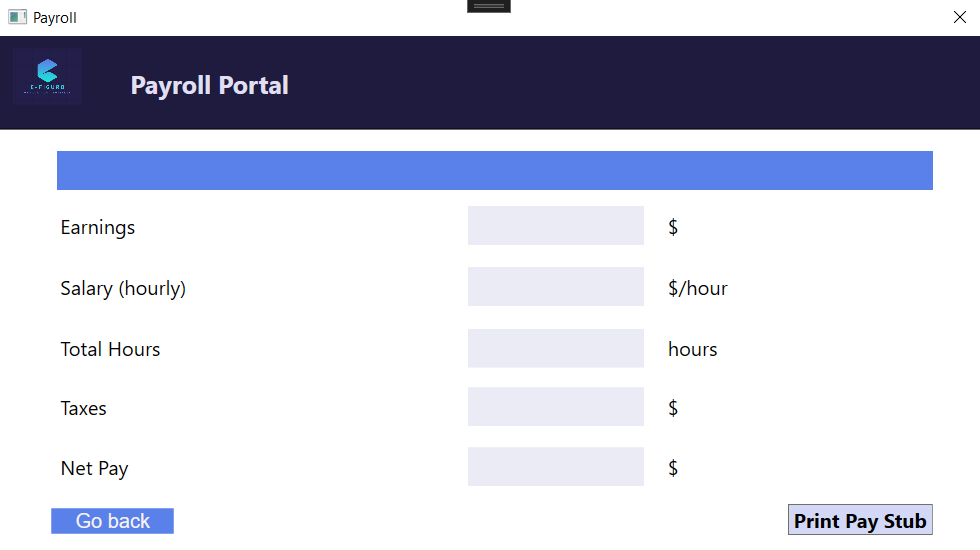 Payroll
E-FIGURO
Payroll Portal
Earnings $
Salary (hourly) $/hour
Total Hours hours
Taxes $
Net Pay $
Go back Print Pay Stub